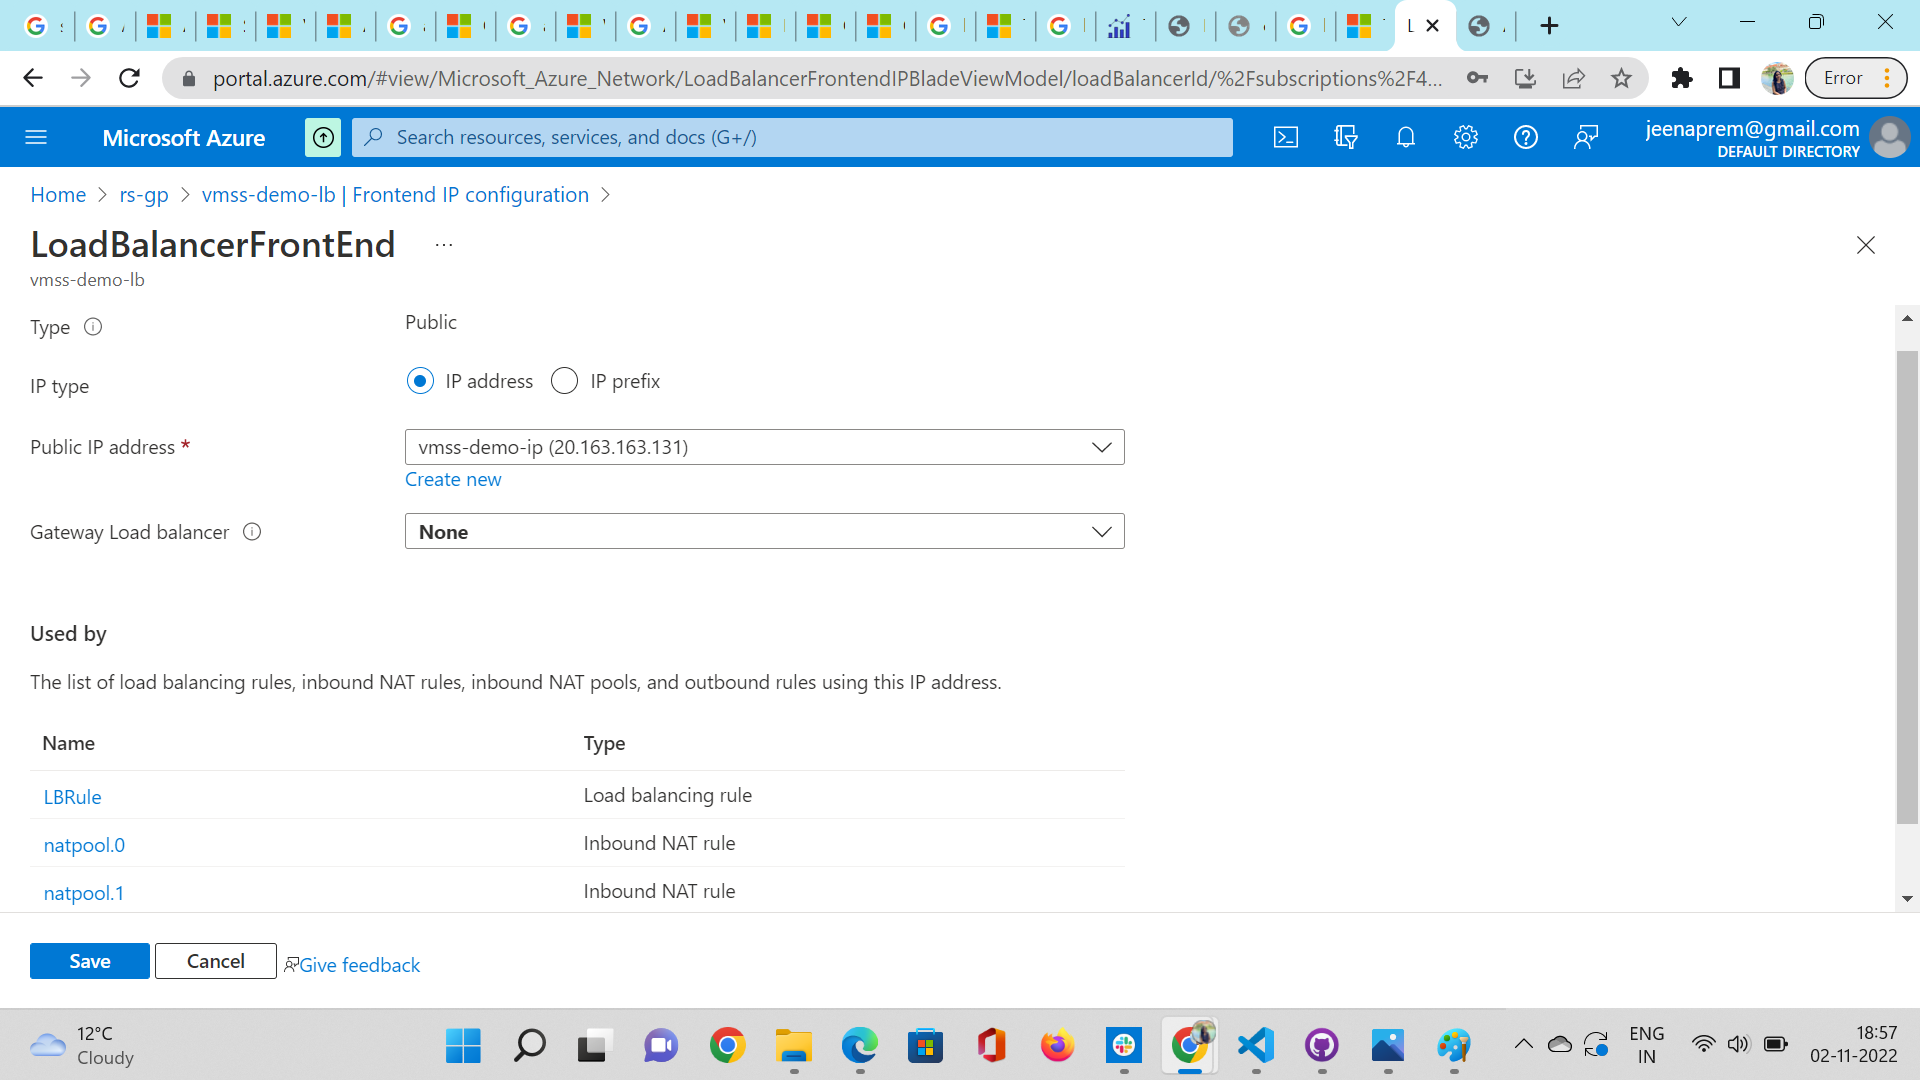 portal.azure.com/#view/Microsoft_Azure_Network/LoadBalancerFrontendIPBladeViewModel/loadBalancerId/%2Fsubscriptions%2F4...
Error
Microsoft Azure
Search resources, services, and docs (G+/)
jeenaprem@gmail.com
DEFAULT DIRECTORY
Home > rs-gp > vmss-demo-lb | Frontend IP configuration >
LoadBalancerFrontEnd ...
vmss-demo-lb
Type
Public
IP type
IP address
IP prefix
Public IP address *
vmss-demo-ip (20.163.163.131)
Create new
Gateway Load balancer
None
Used by
The list of load balancing rules, inbound NAT rules, inbound NAT pools, and outbound rules using this IP address.
Name Type
LBRule Load balancing rule
natpool.0 Inbound NAT rule
natpool.1 Inbound NAT rule
Save
Cancel
Give feedback
12°C
Cloudy
ENG
IN
18:57
02-11-2022